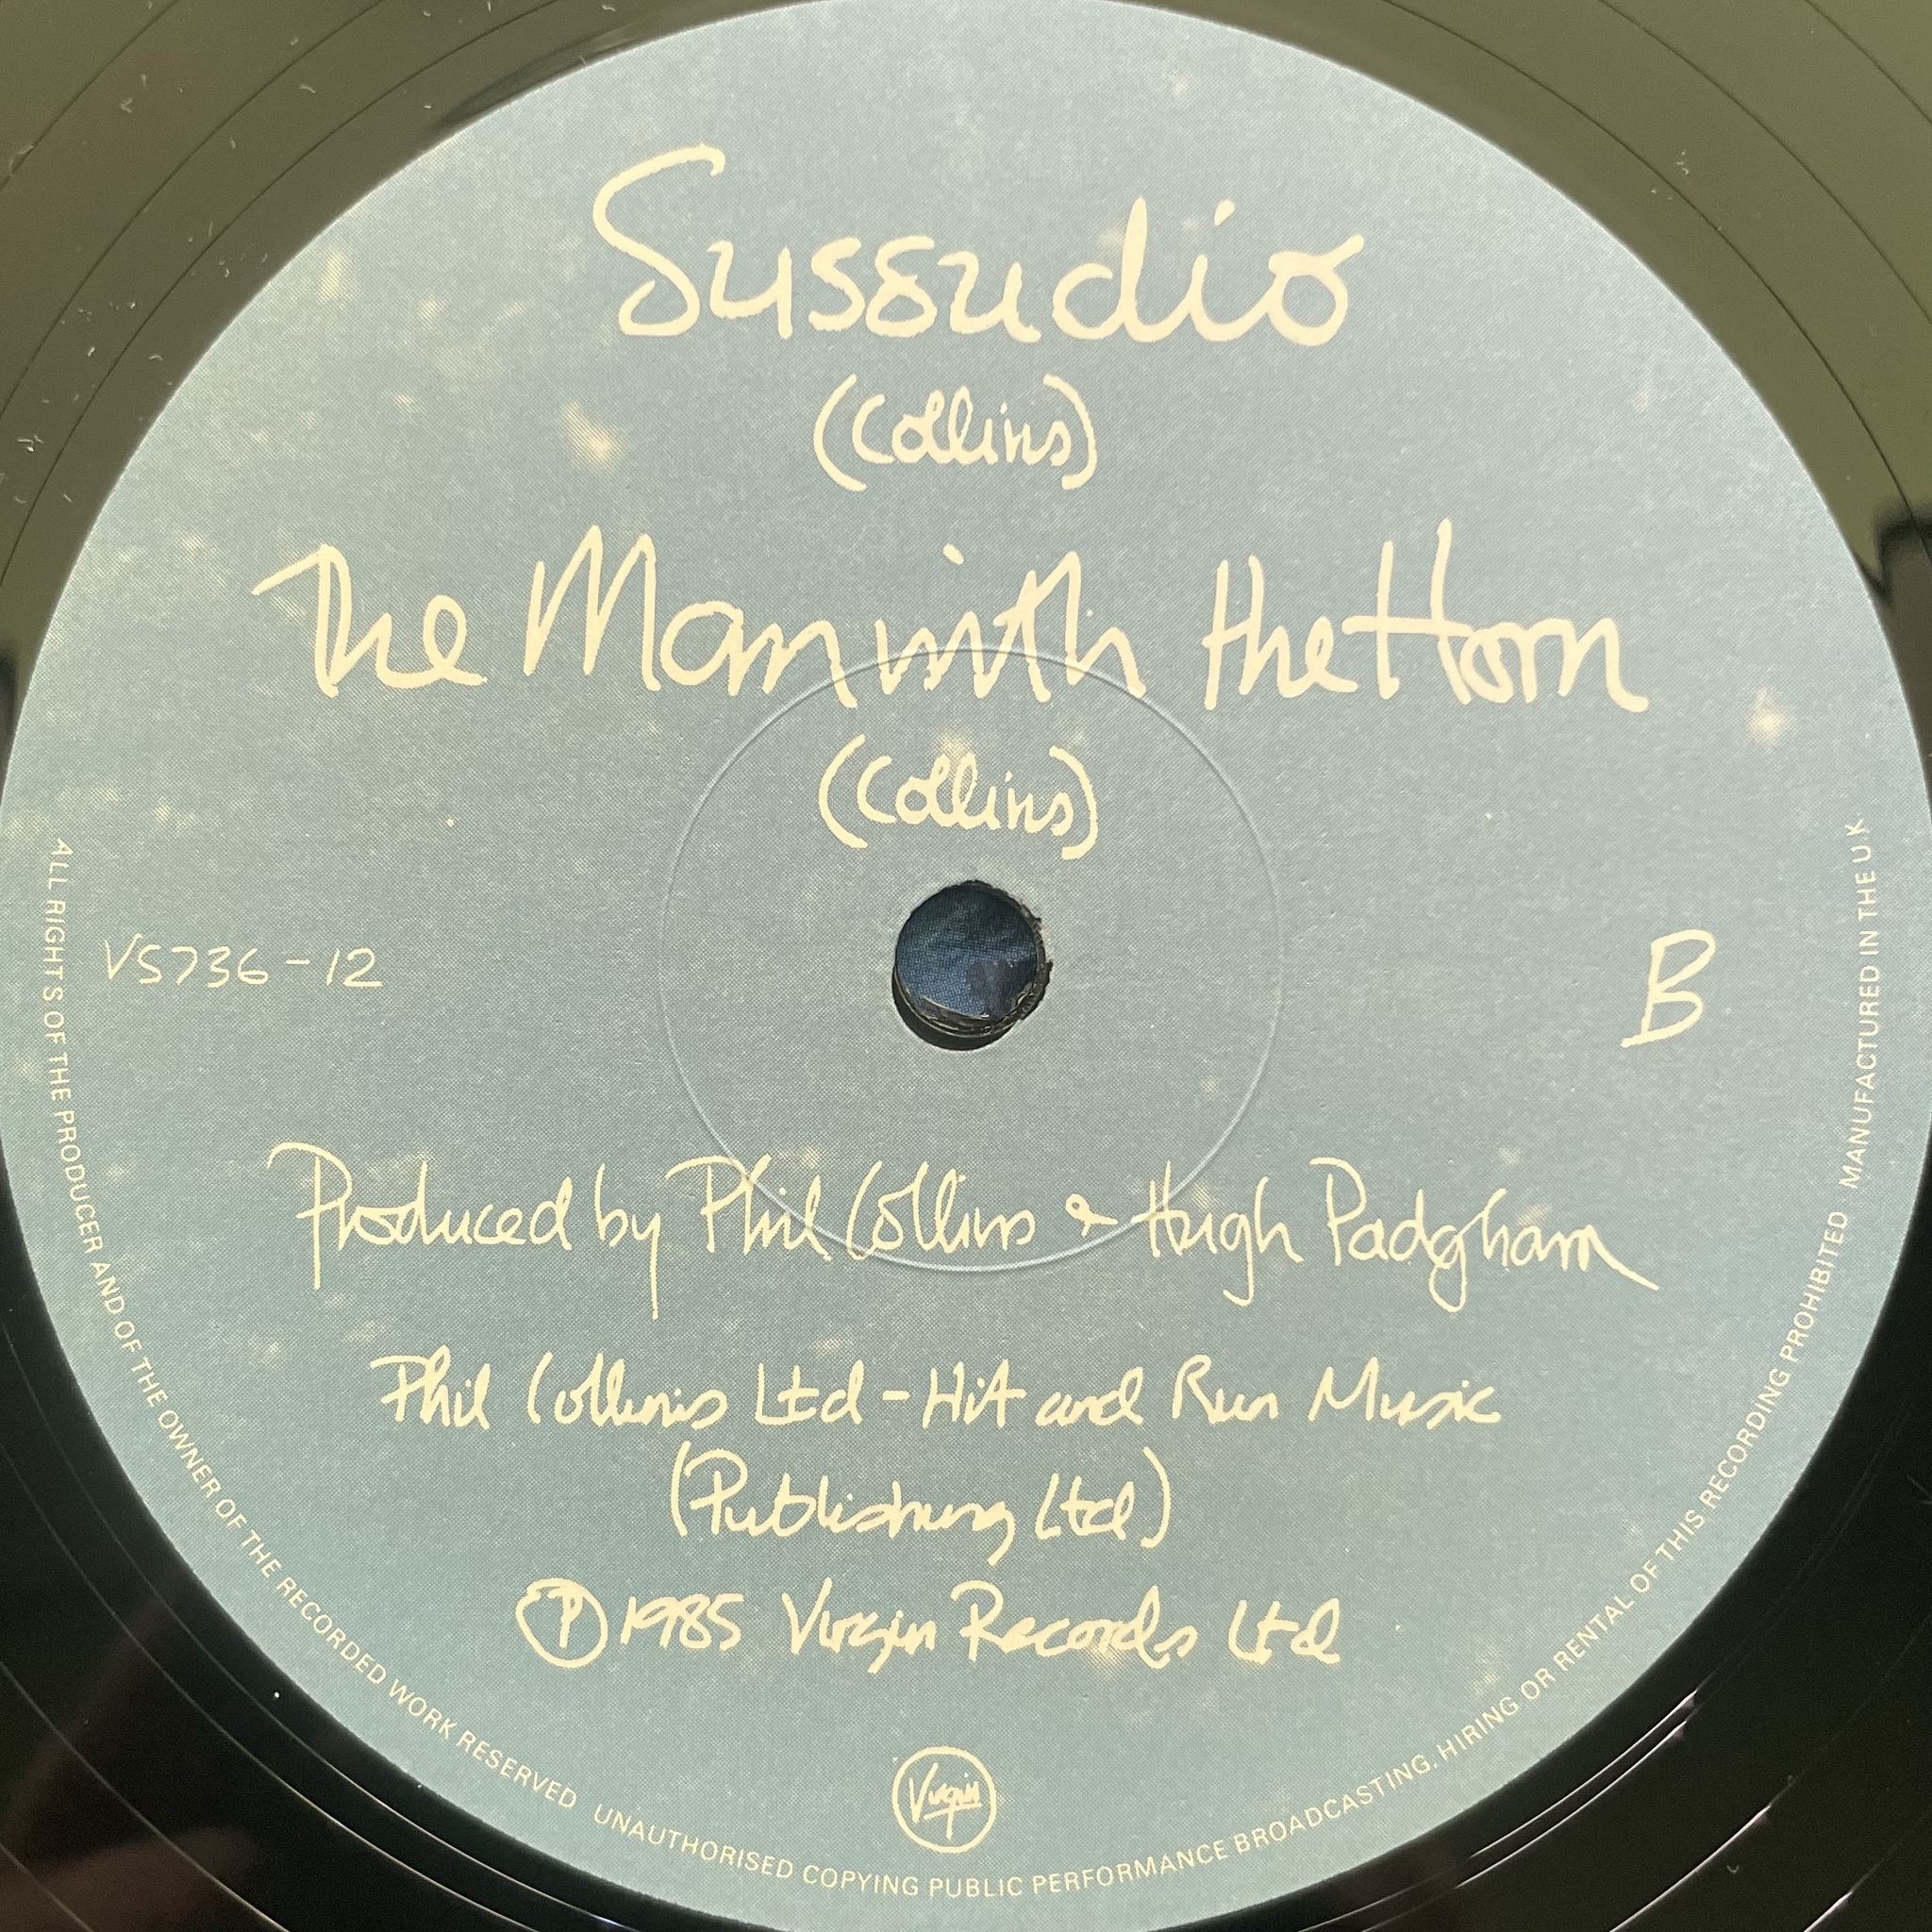 Sussudio
(Collins)
The Man with the Horn
(Collins)
VS736-12
B
Produced by Phil Collins & Hugh Padgham
Phil Collins Ltd - Hit and Run Music
(Publishing Ltd)
Ⓟ 1985 Virgin Records Ltd
Virgin
ALL RIGHTS OF THE PRODUCER AND OF THE OWNER OF THE RECORDED WORK RESERVED UNAUTHORISED COPYING PUBLIC PERFORMANCE BROADCASTING, HIRING OR RENTAL OF THIS RECORDING PROHIBITED · MANUFACTURED IN THE U.K.